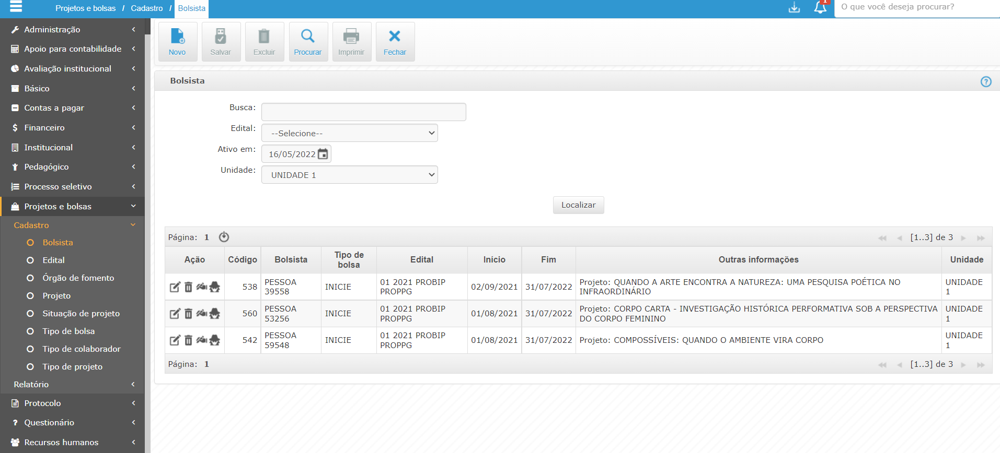 Projetos e bolsas / Cadastro / Bolsista
1
O que você deseja procurar?
Administração
Apoio para contabilidade
Avaliação institucional
Básico
Contas a pagar
Financeiro
Institucional
Pedagógico
Processo seletivo
Projetos e bolsas
Cadastro
Bolsista
Edital
Órgão de fomento
Projeto
Situação de projeto
Tipo de bolsa
Tipo de colaborador
Tipo de projeto
Relatório
Protocolo
Questionário
Recursos humanos
Novo
Salvar
Excluir
Procurar
Imprimir
Fechar
Bolsista
Busca:
Edital: --Selecione--
Ativo em: 16/05/2022
Unidade: UNIDADE 1
Localizar
Página: 1 [1..3] de 3
Ação Código Bolsista Tipo de bolsa Edital Início Fim Outras informações Unidade
538 PESSOA 39558 INICIE 01 2021 PROBIP PROPPG 02/09/2021 31/07/2022 Projeto: QUANDO A ARTE ENCONTRA A NATUREZA: UMA PESQUISA POÉTICA NO INFRAORDINÁRIO UNIDADE 1
560 PESSOA 53256 INICIE 01 2021 PROBIP PROPPG 01/08/2021 31/07/2022 Projeto: CORPO CARTA - INVESTIGAÇÃO HISTÓRICA PERFORMATIVA SOB A PERSPECTIVA DO CORPO FEMININO UNIDADE 1
542 PESSOA 59548 INICIE 01 2021 PROBIP PROPPG 01/08/2021 31/07/2022 Projeto: COMPOSSÍVEIS: QUANDO O AMBIENTE VIRA CORPO UNIDADE 1
Página: 1 [1..3] de 3